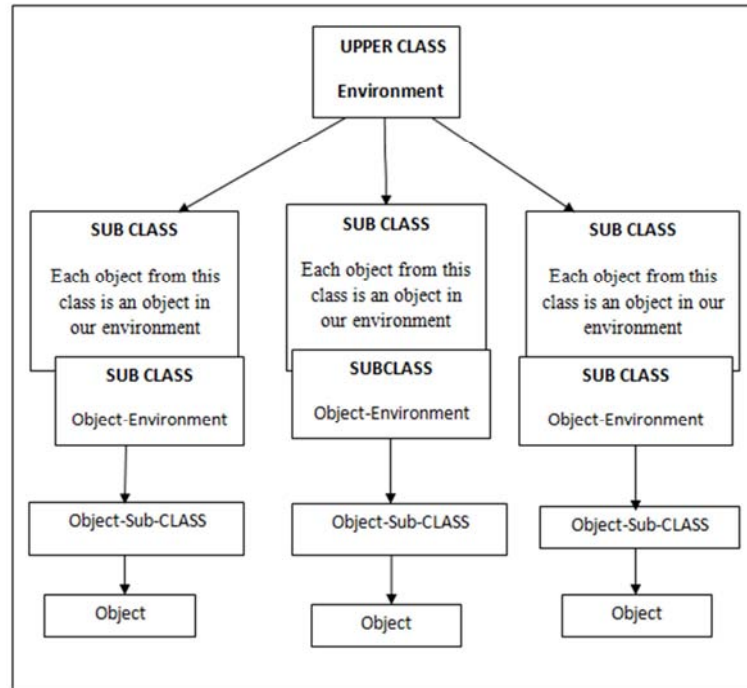 UPPER CLASS
Environment
SUB CLASS
Each object from this
class is an object in
our environment
SUB CLASS
Object-Environment
Object-Sub-CLASS
Object
SUB CLASS
Each object from this
class is an object in
our environment
SUBCLASS
Object-Environment
Object-Sub-CLASS
Object
SUB CLASS
Each object from this
class is an object in our
environment
SUB CLASS
Object-Environment
Object-Sub-CLASS
Object